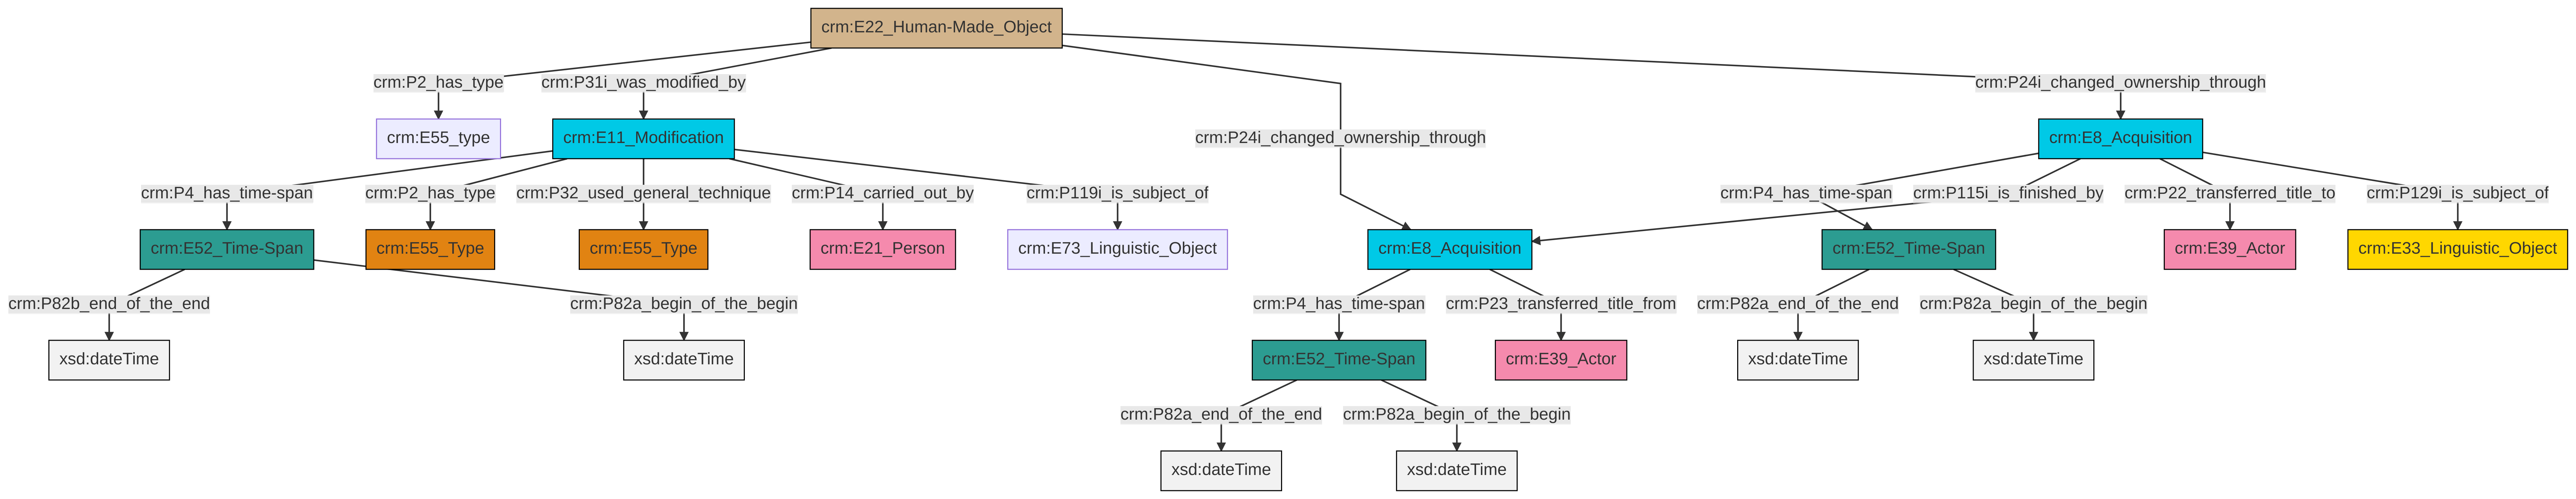 crm:E22_Human-Made_Object
crm:P2_has_type
crm:P31i_was_modified_by
crm:P24i_changed_ownership_through
crm:E55_type
crm:E11_Modification
crm:P24i_changed_ownership_through
crm:E8_Acquisition
crm:P4_has_time-span
crm:P2_has_type
crm:P32_used_general_technique
crm:P14_carried_out_by
crm:P119i_is_subject_of
crm:P4_has_time-span
crm:P115i_is_finished_by
crm:P22_transferred_title_to
crm:P129i_is_subject_of
crm:E52_Time-Span
crm:E55_Type
crm:E55_Type
crm:E21_Person
crm:E73_Linguistic_Object
crm:E8_Acquisition
crm:E52_Time-Span
crm:E39_Actor
crm:E33_Linguistic_Object
crm:P82b_end_of_the_end
crm:P82a_begin_of_the_begin
crm:P4_has_time-span
crm:P23_transferred_title_from
crm:P82a_end_of_the_end
crm:P82a_begin_of_the_begin
xsd:dateTime
xsd:dateTime
crm:E52_Time-Span
crm:E39_Actor
xsd:dateTime
xsd:dateTime
crm:P82a_end_of_the_end
crm:P82a_begin_of_the_begin
xsd:dateTime
xsd:dateTime